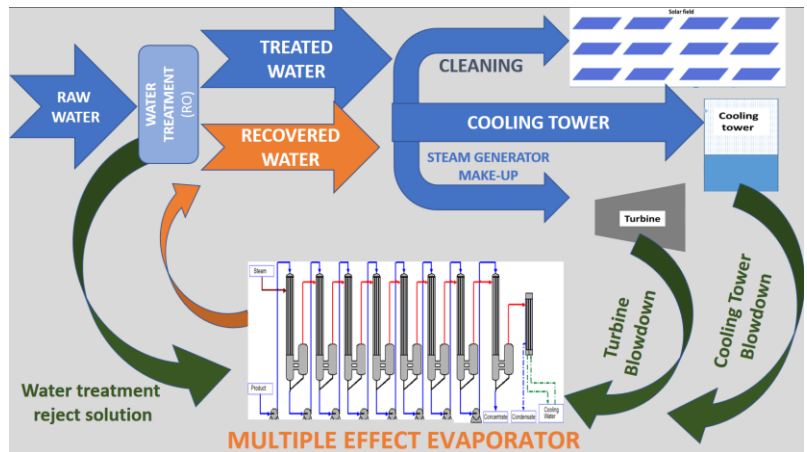 Solar field
TREATED
WATER
CLEANING
RAW
WATER
WATER
TREATMENT
(RO)
COOLING TOWER
Cooling
tower
RECOVERED
WATER
STEAM GENERATOR
MAKE-UP
Turbine
Steam
Turbine
Blowdown
Cooling Tower
Blowdown
Water treatment
reject solution
Product
Concentrate
Condensate
Cooling
Water
MULTIPLE EFFECT EVAPORATOR